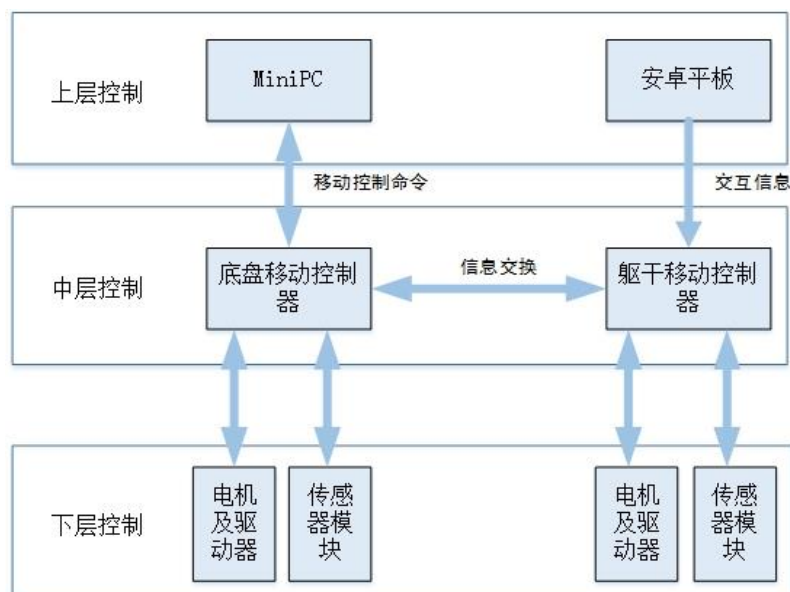 MiniPC
安卓平板
上层控制
移动控制命令
交互信息
底盘移动控制
器
信息交换
躯干移动控制
器
中层控制
电机
及驱
动器
传感
器模
块
电机
及驱
动器
传感
器模
块
下层控制